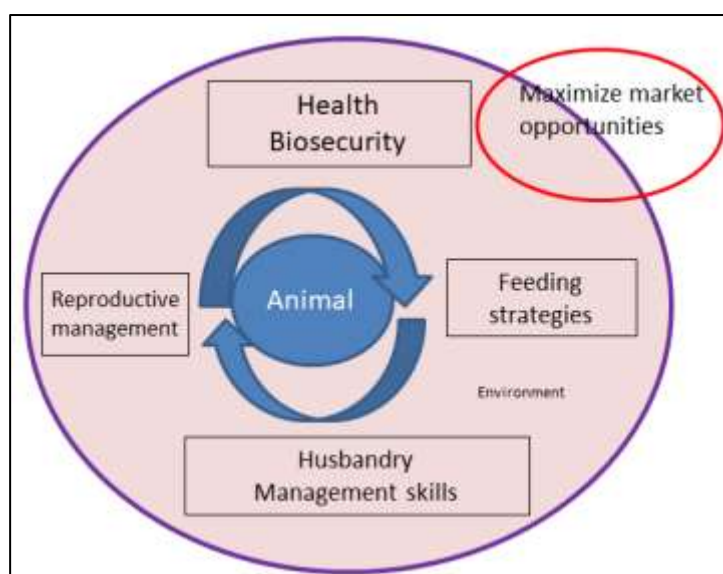 Health
Biosecurity
Maximize market
opportunities
Reproductive
management
Animal
Feeding
strategies
Environment
Husbandry
Management skills